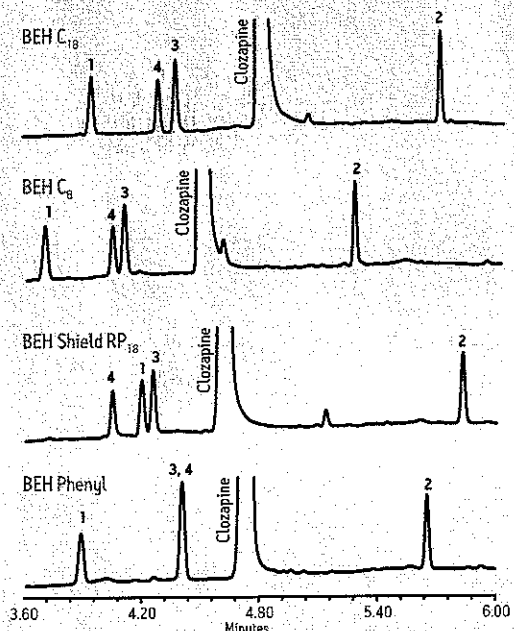 BEH C₁₈
1
4
3
Clozapine
2
BEH C₈
1
4
3
Clozapine
2
BEH Shield RP₁₈
4
1
3
Clozapine
2
BEH Phenyl
1
3, 4
Clozapine
2
3.60 4.20 4.80 5.40 6.00
Minutes